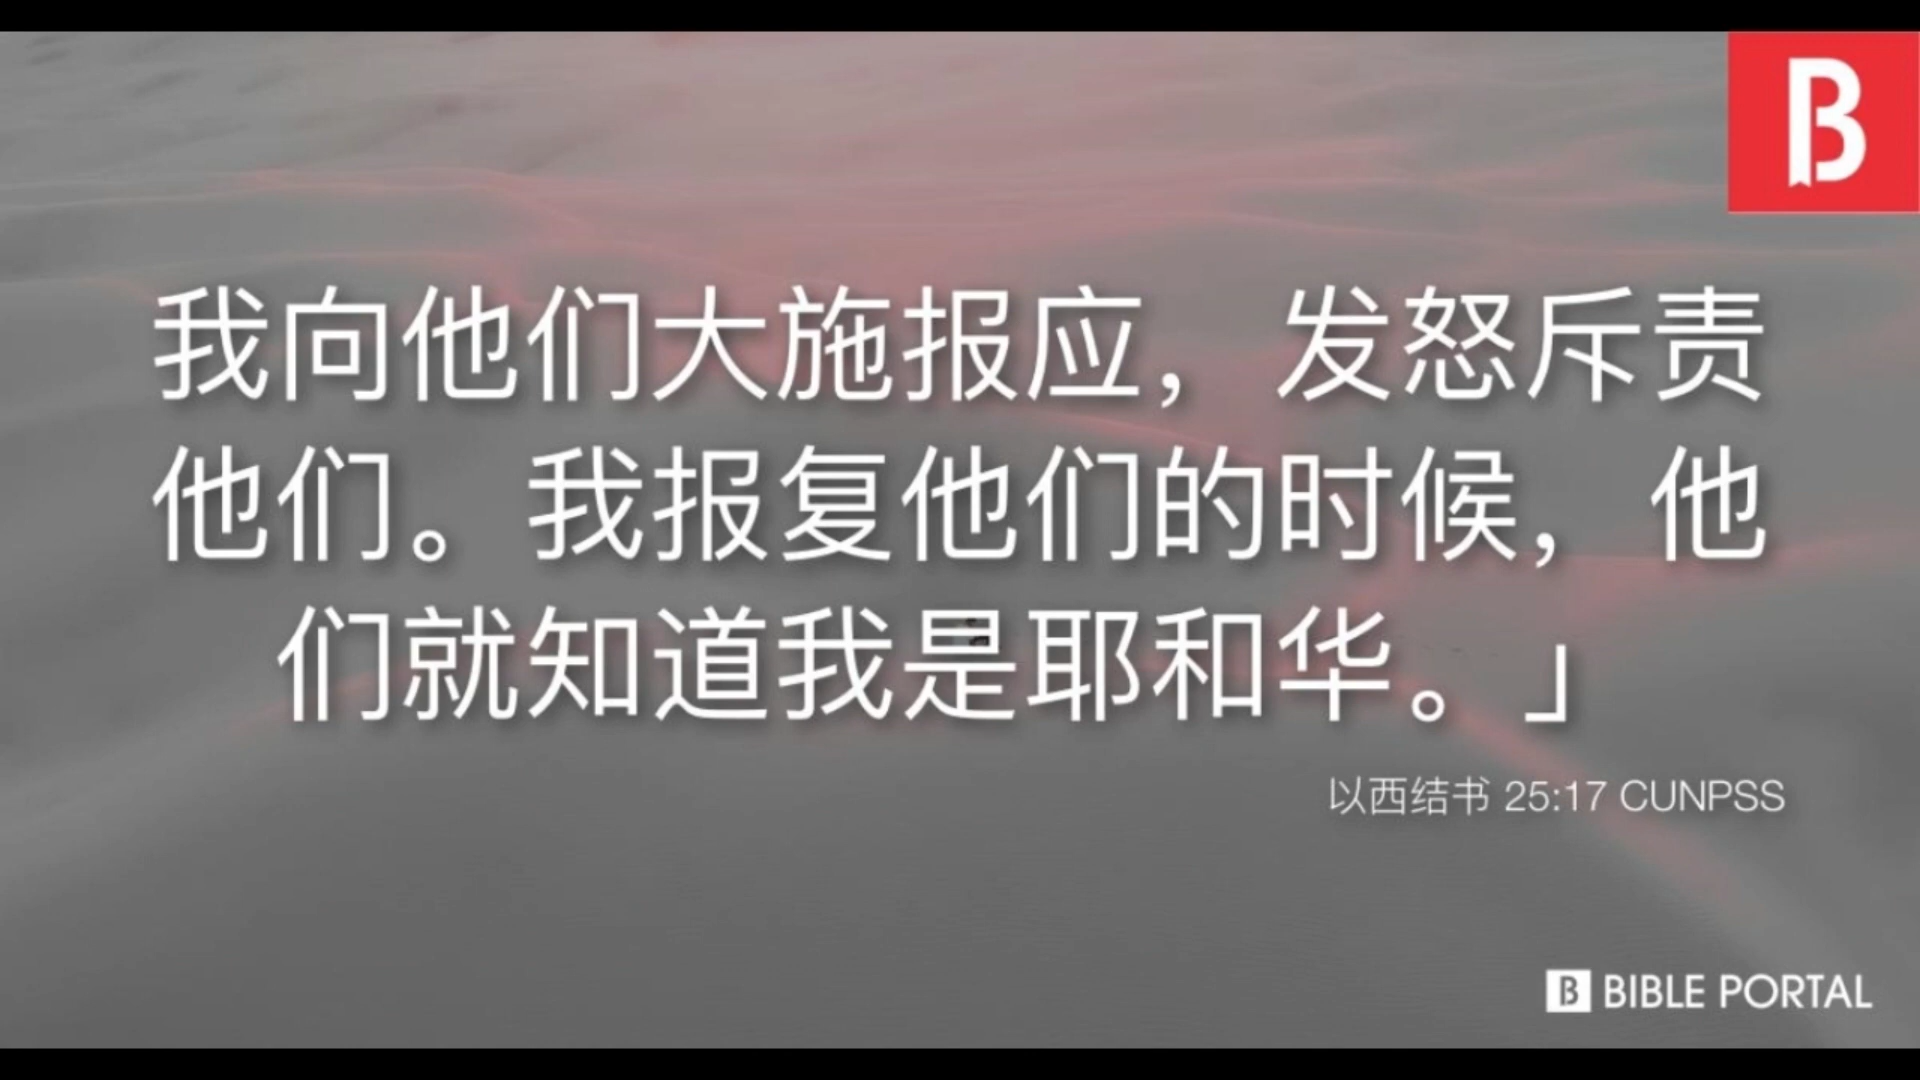 B
我向他们大施报应，发怒斥责
他们。我报复他们的时候，他
们就知道我是耶和华。」
以西结书 25:17 CUNPSS
B BIBLE PORTAL